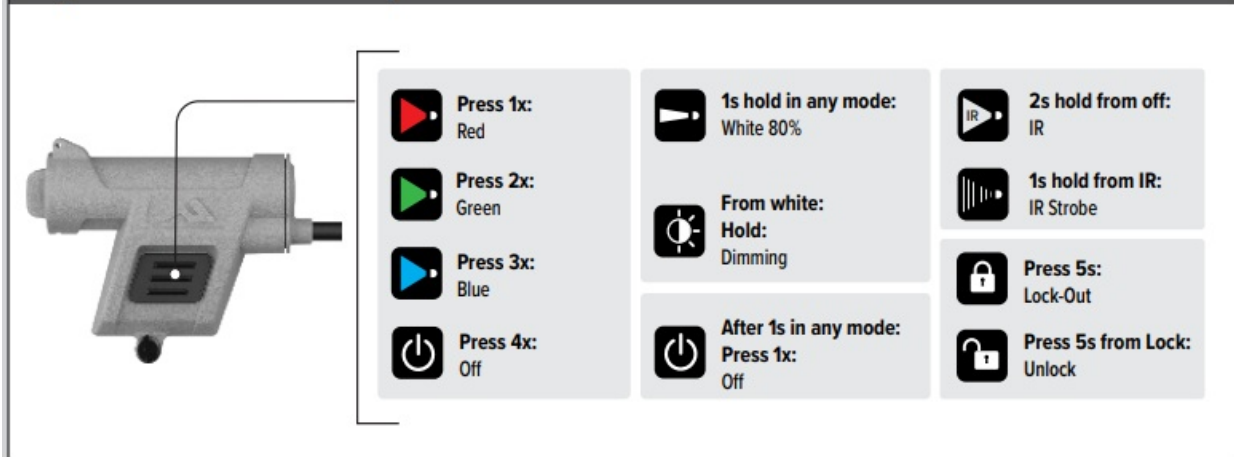 Press 1x:
Red
Press 2x:
Green
Press 3x:
Blue
Press 4x:
Off
1s hold in any mode:
White 80%
From white:
Hold:
Dimming
After 1s in any mode:
Press 1x:
Off
IR
2s hold from off:
IR
1s hold from IR:
IR Strobe
Press 5s:
Lock-Out
Press 5s from Lock:
Unlock